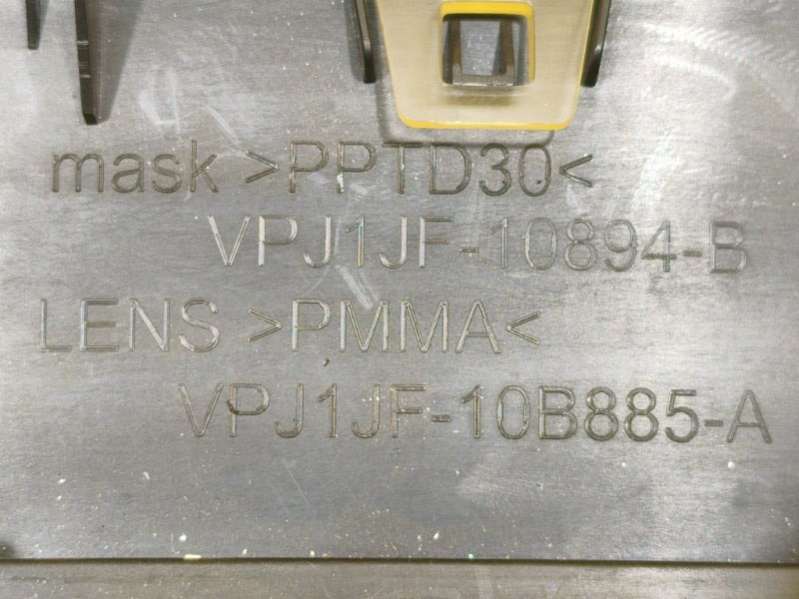 mask >PPTD30<
VPJ1JF-10894-B
LENS >PMMA<
VPJ1JF-10B885-A